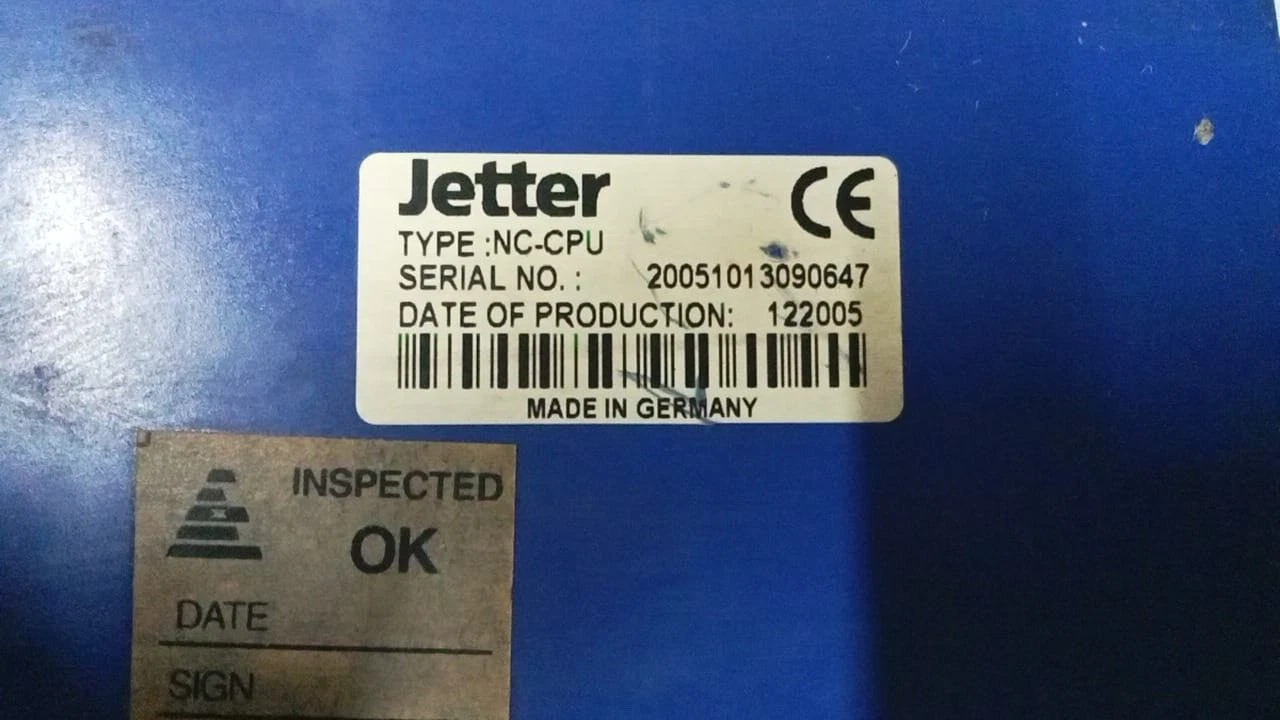 Jetter
CE
TYPE :NC-CPU
SERIAL NO. : 20051013090647
DATE OF PRODUCTION: 122005
MADE IN GERMANY
INSPECTED
OK
DATE
SIGN